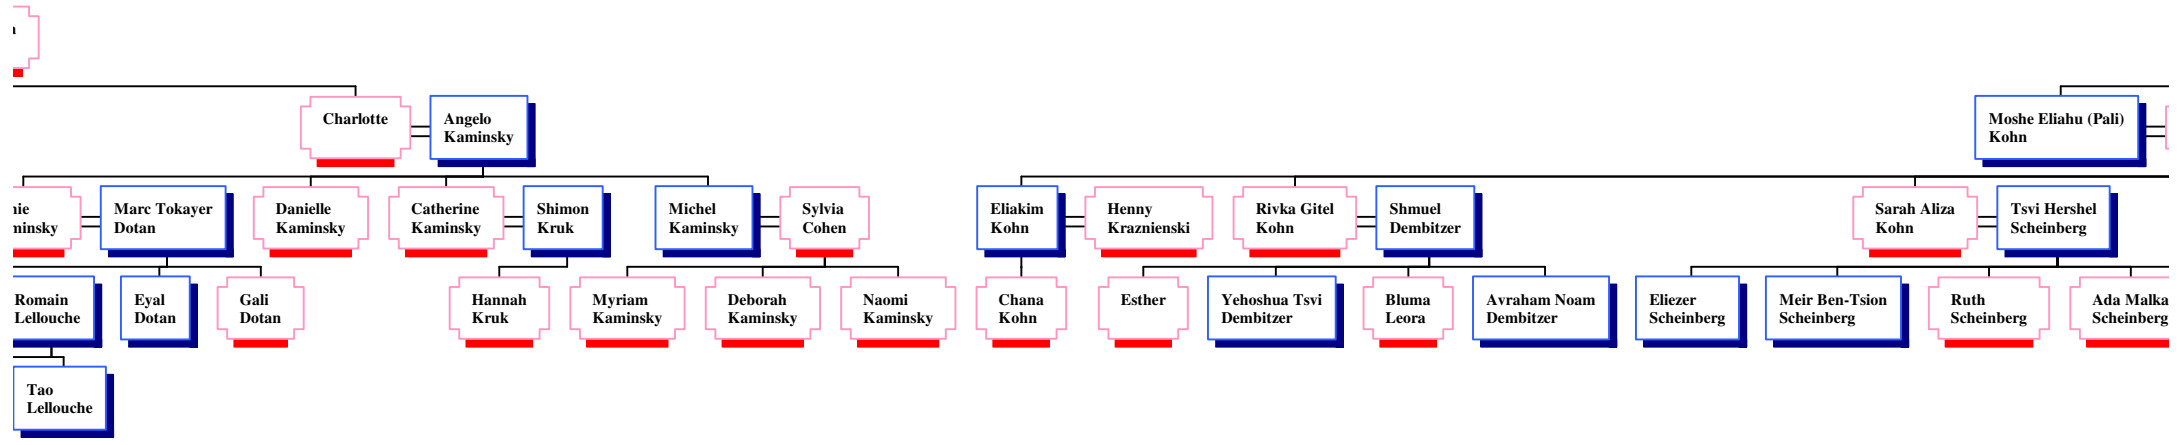 Charlotte
Angelo
Kaminsky
Moshe Eliahu (Pali)
Kohn
Marc Tokayer
Dotan
Danielle
Kaminsky
Catherine
Kaminsky
Shimon
Kruk
Michel
Kaminsky
Sylvia
Cohen
Eliakim
Kohn
Henny
Kraznienski
Rivka Gitel
Kohn
Shmuel
Dembitzer
Sarah Aliza
Kohn
Tsvi Hershel
Scheinberg
Romain
Lellouche
Eyal
Dotan
Gali
Dotan
Hannah
Kruk
Myriam
Kaminsky
Deborah
Kaminsky
Naomi
Kaminsky
Chana
Kohn
Esther
Yehoshua Tsvi
Dembitzer
Bluma
Leora
Avraham Noam
Dembitzer
Eliezer
Scheinberg
Meir Ben-Tsion
Scheinberg
Ruth
Scheinberg
Ada Malka
Scheinberg
Tao
Lellouche